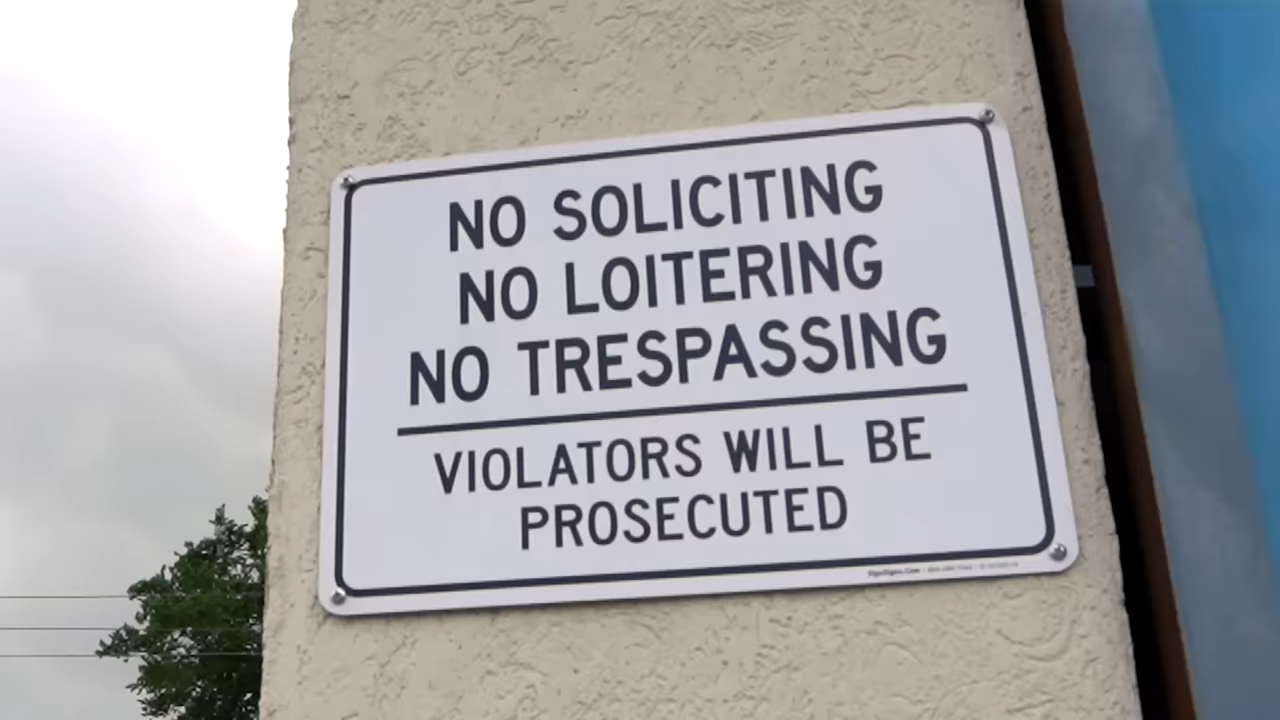 NO SOLICITING
NO LOITERING
NO TRESPASSING
VIOLATORS WILL BE
PROSECUTED